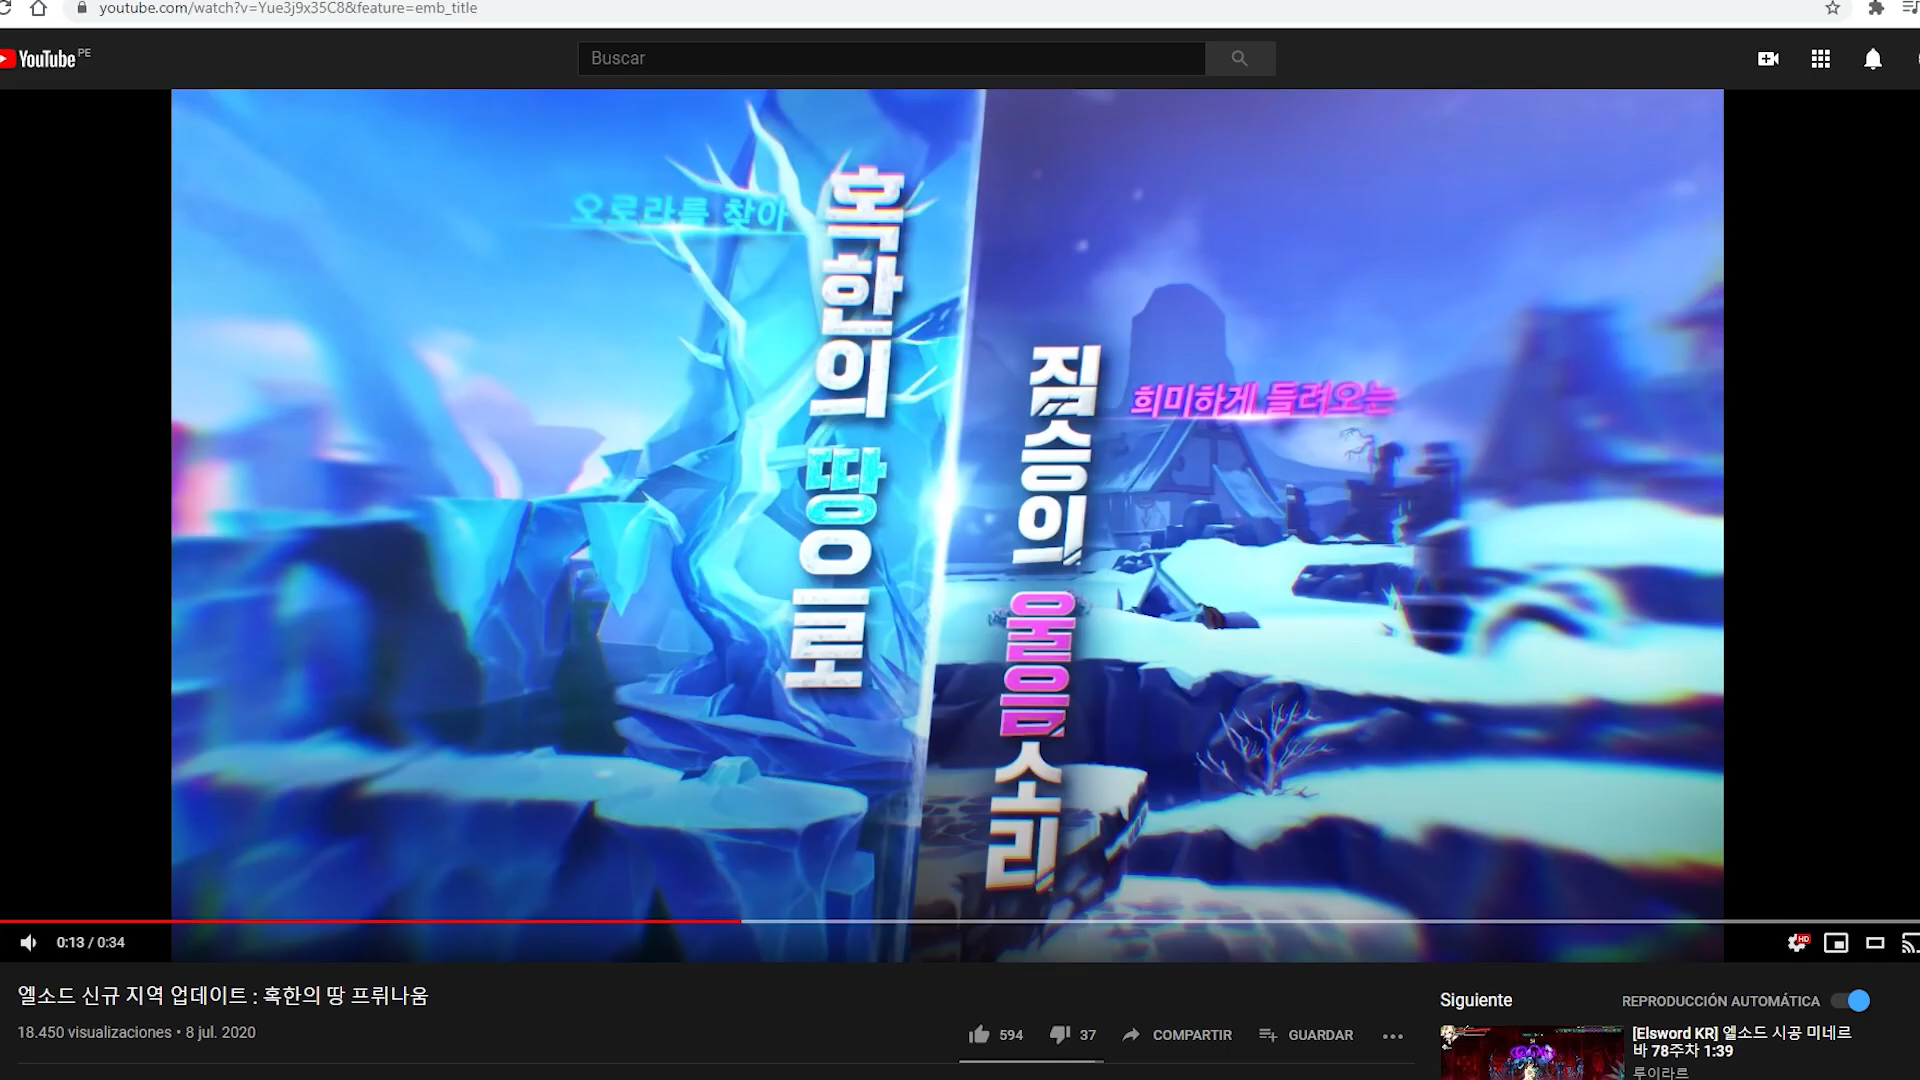 youtube.com/watch?v=Yue3j9x35C8&feature=emb_title
YouTube PE
Buscar
오로라를 찾아
혹한의 땅으로
짐승의 울음소리
희미하게 들려오는
0:13 / 0:34
HD
엘소드 신규 지역 업데이트 : 혹한의 땅 프뤼나움
18.450 visualizaciones • 8 jul. 2020
594
37
COMPARTIR
GUARDAR
Siguiente
REPRODUCCIÓN AUTOMÁTICA
[Elsword KR] 엘소드 시공 미네르
바 78주차 1:39
루이라르